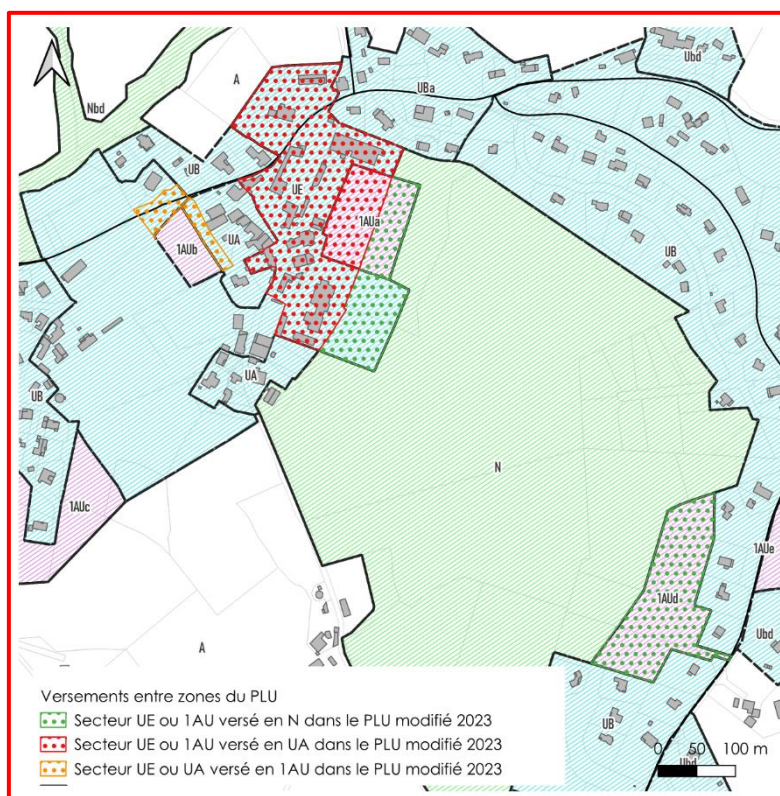 Ubd
UBa
A
Nbd
UB
UE
1AUa
UA
1AUb
UB
UA
UB
N
1AUc
1AUe
1AUd
Ubd
A
UB
Versements entre zones du PLU
Secteur UE ou 1AU versé en N dans le PLU modifié 2023
Secteur UE ou 1AU versé en UA dans le PLU modifié 2023
Secteur UE ou UA versé en 1AU dans le PLU modifié 2023
0 50 100 m
Ubd